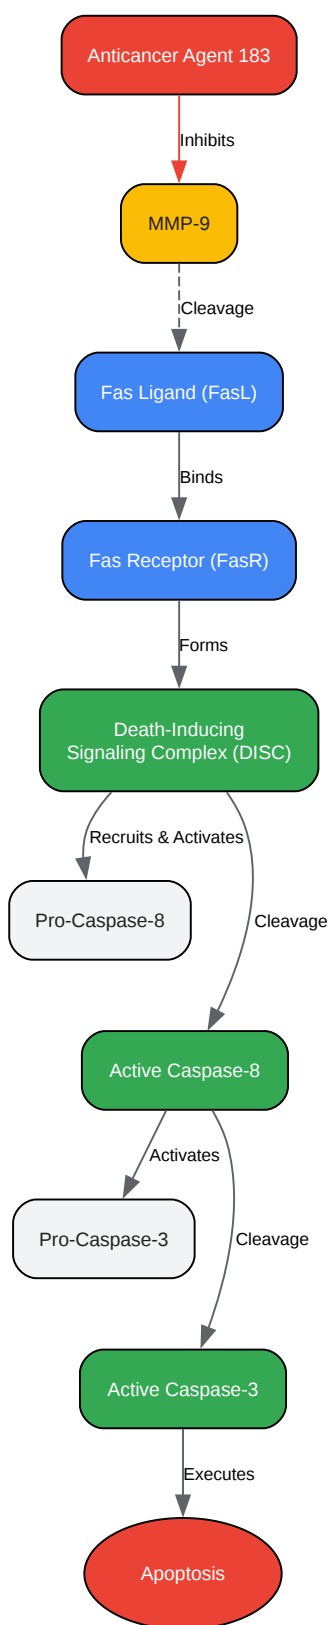 Anticancer Agent 183
Inhibits
MMP-9
Cleavage
Fas Ligand (FasL)
Binds
Fas Receptor (FasR)
Forms
Death-Inducing
Signaling Complex (DISC)
Recruits & Activates
Pro-Caspase-8
Cleavage
Active Caspase-8
Activates
Pro-Caspase-3
Cleavage
Active Caspase-3
Executes
Apoptosis